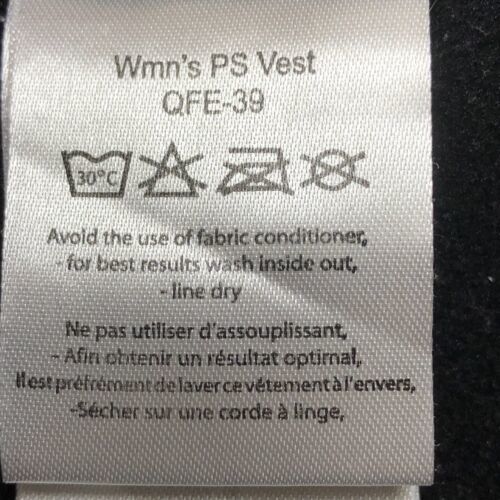 Wmn's PS Vest
QFE-39
30°C
Avoid the use of fabric conditioner,
-for best results wash inside out,
- line dry
Ne pas utiliser d'assouplissant,
- Afin obtenir un résultat optimal,
Il est préfrément de laver ce vétement à l'envers,
-Sécher sur une corde à linge,